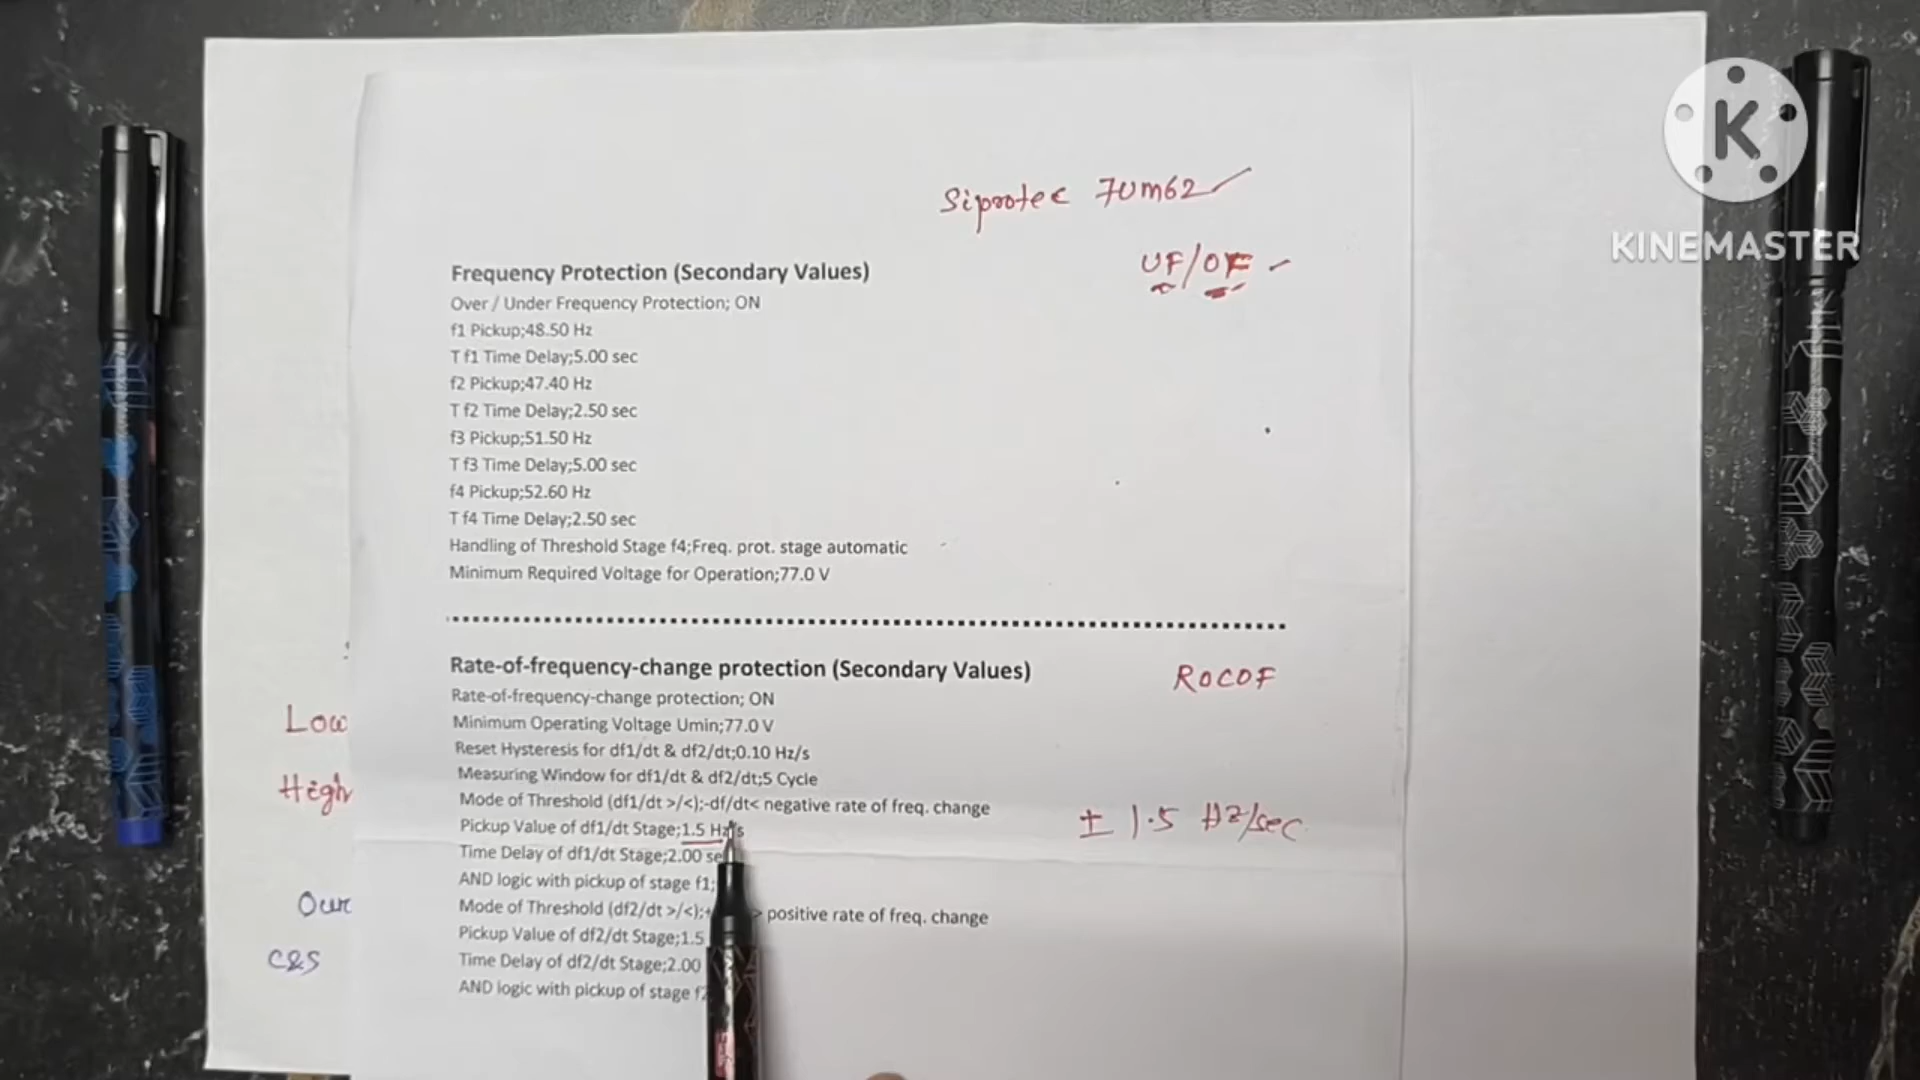 K
KINEMASTER
Siprotec 7UM62
UF/OF
Frequency Protection (Secondary Values)
Over / Under Frequency Protection; ON
f1 Pickup;48.50 Hz
T f1 Time Delay;5.00 sec
f2 Pickup;47.40 Hz
T f2 Time Delay;2.50 sec
f3 Pickup;51.50 Hz
T f3 Time Delay;5.00 sec
f4 Pickup;52.60 Hz
T f4 Time Delay;2.50 sec
Handling of Threshold Stage f4;Freq. prot. stage automatic
Minimum Required Voltage for Operation;77.0 V
Rate-of-frequency-change protection (Secondary Values)
ROCOF
Rate-of-frequency-change protection; ON
Minimum Operating Voltage Umin;77.0 V
Reset Hysteresis for df1/dt & df2/dt;0.10 Hz/s
Measuring Window for df1/dt & df2/dt;5 Cycle
Mode of Threshold (df1/dt >/<);-df/dt< negative rate of freq. change
Pickup Value of df1/dt Stage;1.5 Hz/s
± 1.5 Hz/sec
Time Delay of df1/dt Stage;2.00 se
AND logic with pickup of stage f1;
Mode of Threshold (df2/dt >/<);+ > positive rate of freq. change
Pickup Value of df2/dt Stage;1.5
Time Delay of df2/dt Stage;2.00
AND logic with pickup of stage f2
Low
High
Our
C&S